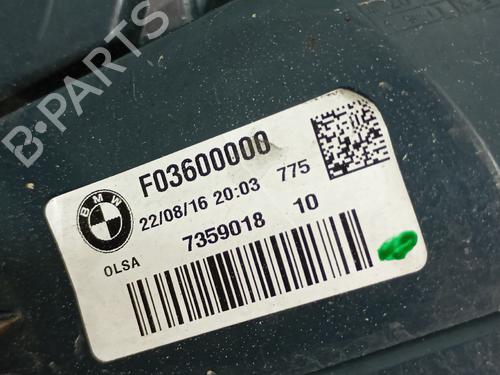 B-PARTS
BMW
F03600000
22/08/16 20:03 775
7359018 10
OLSA